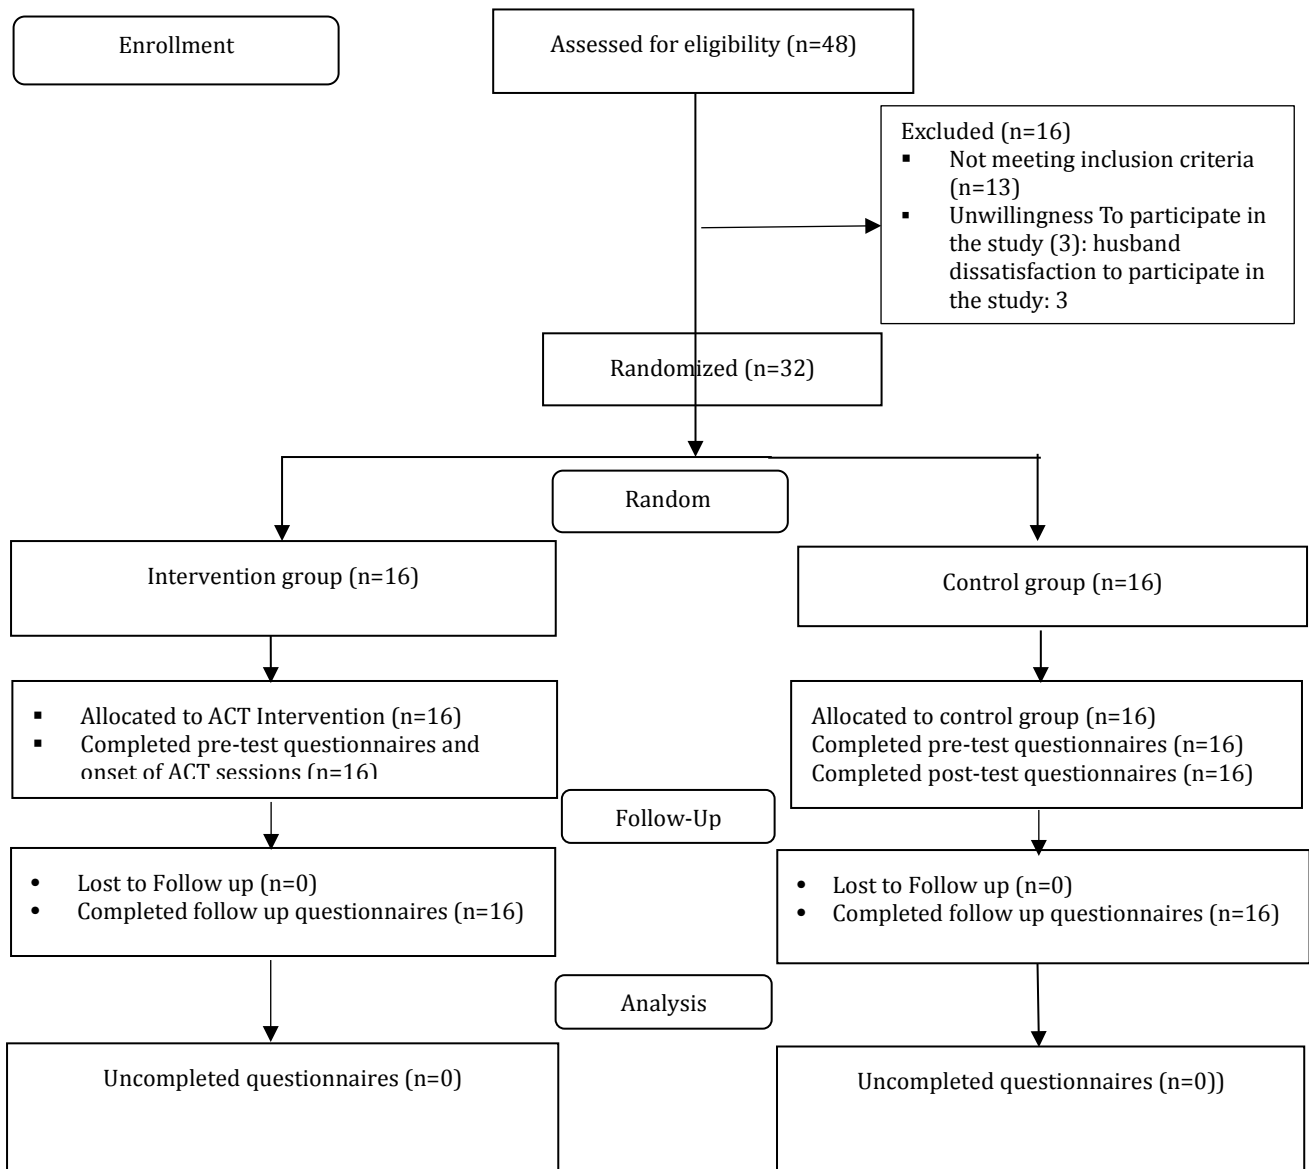 Enrollment
Assessed for eligibility (n=48)
Excluded (n=16)
▪ Not meeting inclusion criteria
(n=13)
▪ Unwillingness To participate in
the study (3): husband
dissatisfaction to participate in
the study: 3
Randomized (n=32)
Random
Intervention group (n=16)
Control group (n=16)
▪ Allocated to ACT Intervention (n=16)
▪ Completed pre-test questionnaires and
onset of ACT sessions (n=16)
Allocated to control group (n=16)
Completed pre-test questionnaires (n=16)
Completed post-test questionnaires (n=16)
Follow-Up
• Lost to Follow up (n=0)
• Completed follow up questionnaires (n=16)
• Lost to Follow up (n=0)
• Completed follow up questionnaires (n=16)
Analysis
Uncompleted questionnaires (n=0)
Uncompleted questionnaires (n=0))